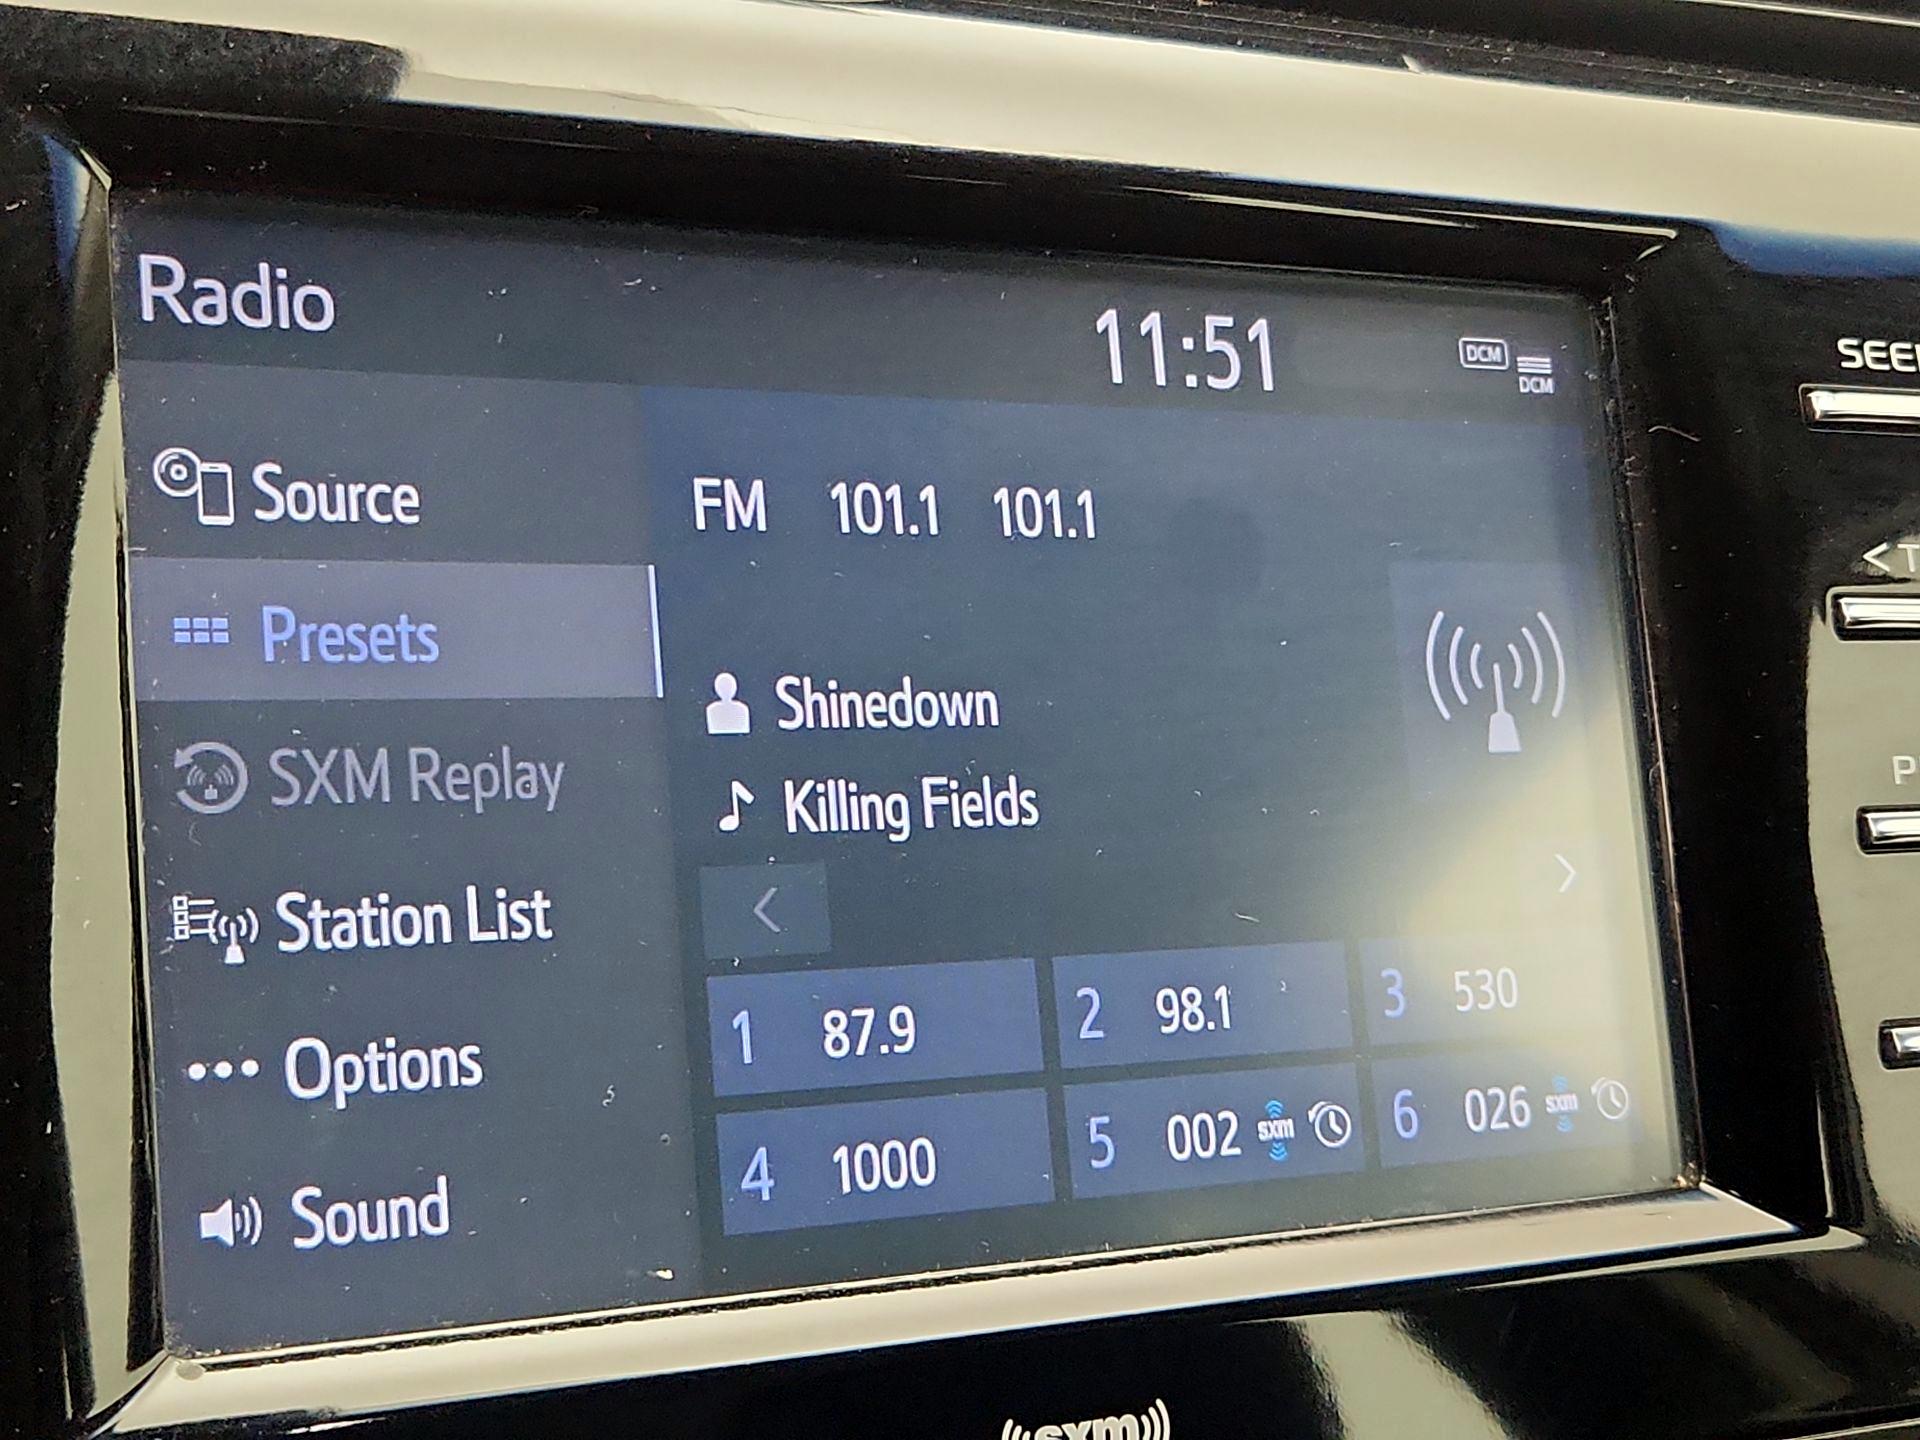 Radio
11:51
DCM
DCM
Source
Presets
SXM Replay
Station List
Options
Sound
FM 101.1 101.1
Shinedown
Killing Fields
<
>
1 87.9
2 98.1
3 530
4 1000
5 002 sxm
6 026 sxm
sxm